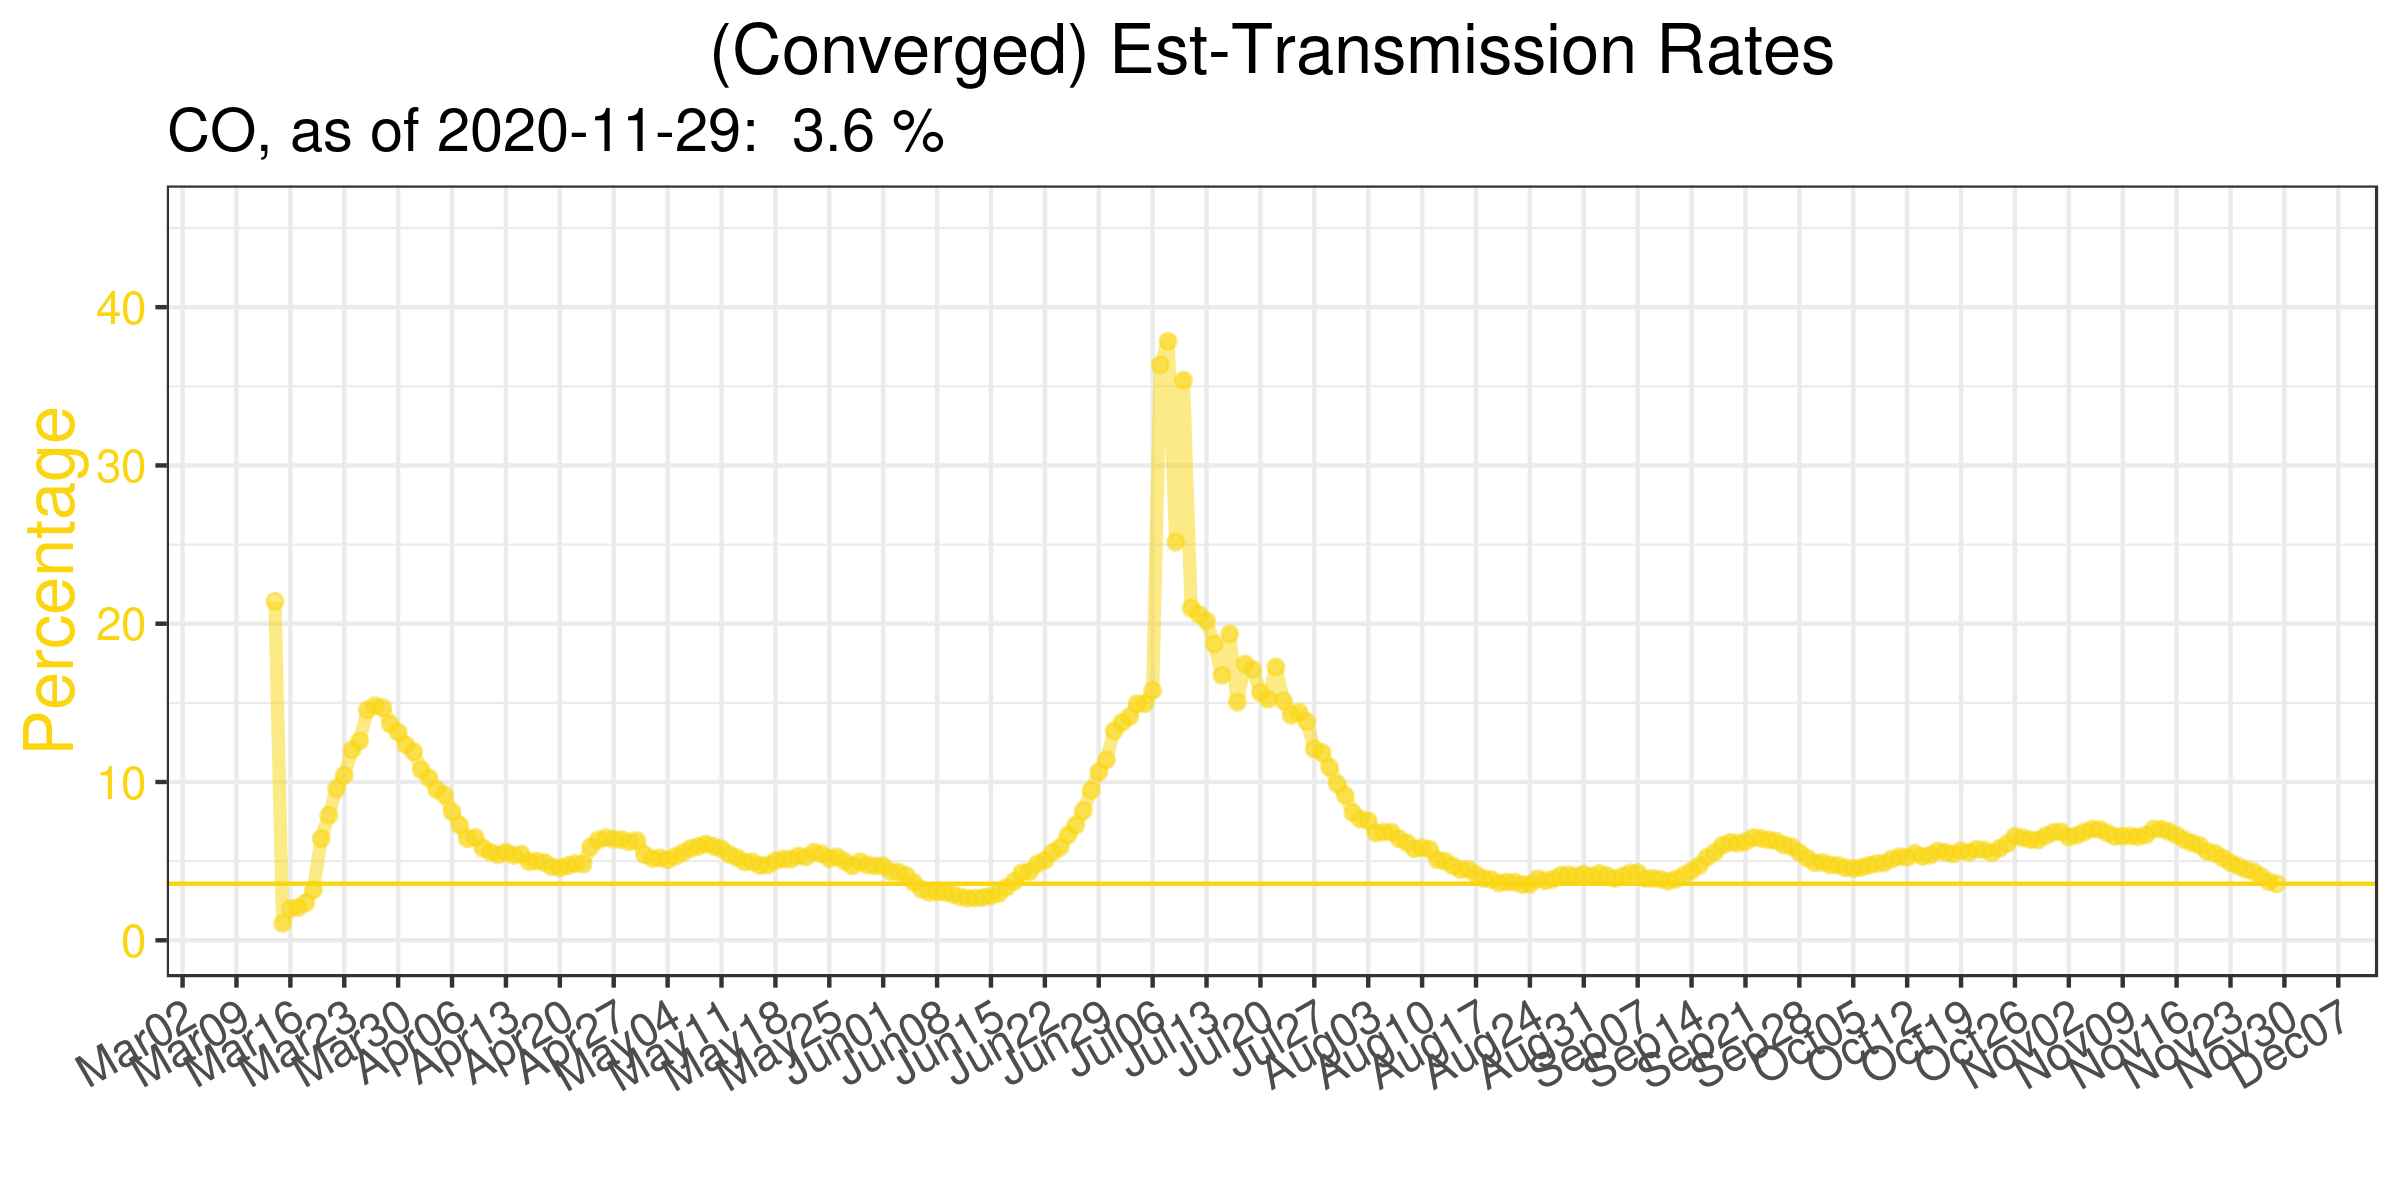 (Converged) Est-Transmission Rates
CO, as of 2020-11-29:  3.6 %
Percentage
40
30
20
10
0
Mar02
Mar09
Mar16
Mar23
Mar30
Apr06
Apr13
Apr20
Apr27
May04
May11
May18
May25
Jun01
Jun08
Jun15
Jun22
Jun29
Jul06
Jul13
Jul20
Jul27
Aug03
Aug10
Aug17
Aug24
Aug31
Sep07
Sep14
Sep21
Sep28
Oct05
Oct12
Oct19
Oct26
Nov02
Nov09
Nov16
Nov23
Nov30
Dec07